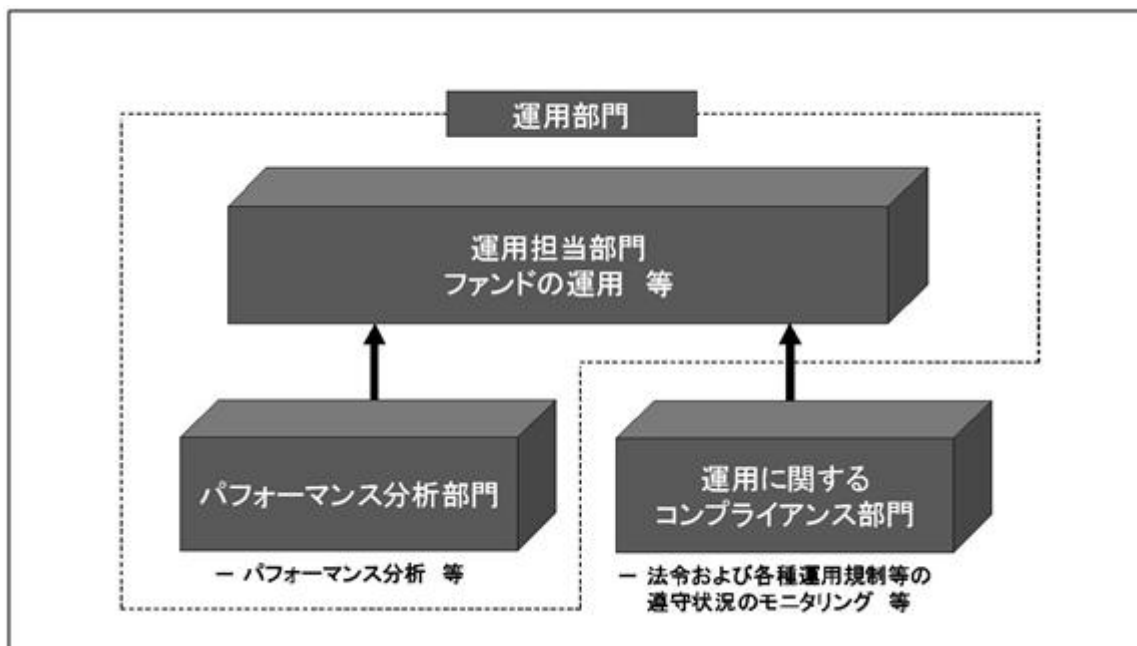 運用部門
運用担当部門
ファンドの運用 等
パフォーマンス分析部門
－ パフォーマンス分析 等
運用に関する
コンプライアンス部門
－ 法令および各種運用規制等の
遵守状況のモニタリング 等